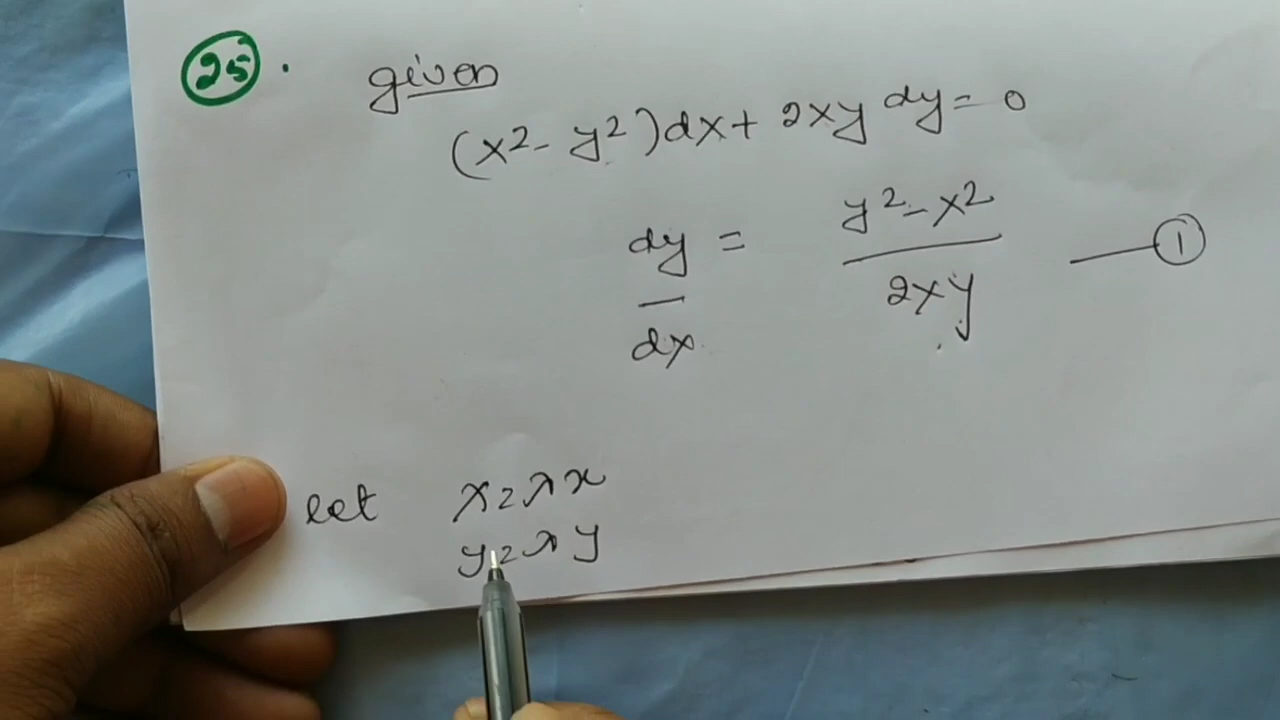 25.
given
(x² - y²)dx + 2xy dy = 0
dy/dx = (y² - x²)/(2xy) —①
let x = λx
y = λy